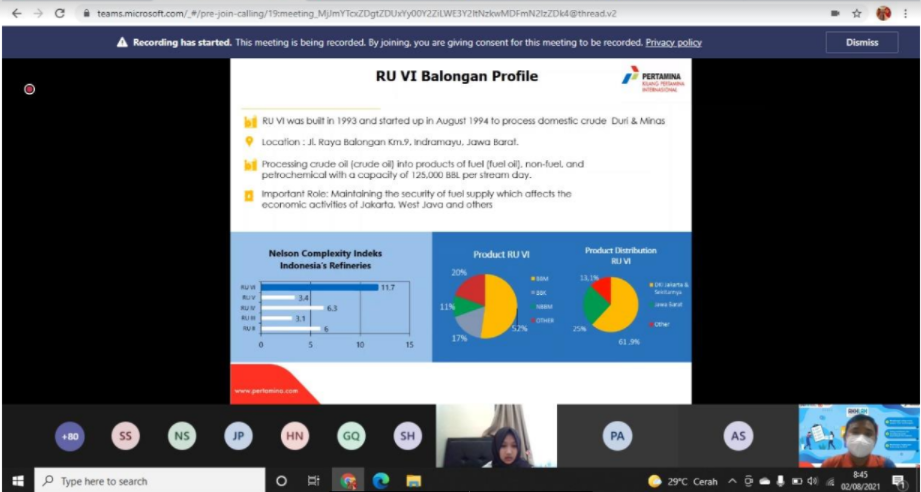 teams.microsoft.com/_#/pre-join-calling/19:meeting_
Recording has started. This meeting is being recorded. By joining, you are giving consent for this meeting to be recorded. Privacy policy
Dismiss
RU VI Balongan Profile
PERTAMINA
KILANG PERTAMINA
INTERNASIONAL
RU VI was built in 1993 and started up in August 1994 to process domestic crude Duri & Minas
Location : Jl. Raya Balongan Km.9, Indramayu, Jawa Barat.
Processing crude oil (crude oil) into products of fuel (fuel oil), non-fuel, and
petrochemical with a capacity of 125,000 BBL per stream day.
Important Role: Maintaining the security of fuel supply which affects the
economic activities of Jakarta, West Java and others
Nelson Complexity Indeks
Indonesia's Refineries
RU VI 11.7
RU V 3.4
RU IV 6.3
RU III 3.1
RU II 6
0 5 10 15
Product RU VI
20%
11%
17%
52%
BBM
BBK
NBBM
OTHER
Product Distribution
RU VI
13,1%
25%
61,9%
DKI Jakarta &
Sekitarnya
Jawa Barat
Other
www.pertamina.com
+80
SS
NS
JP
HN
GQ
SH
PA
AS
Type here to search
29°C Cerah
8:45
02/08/2021